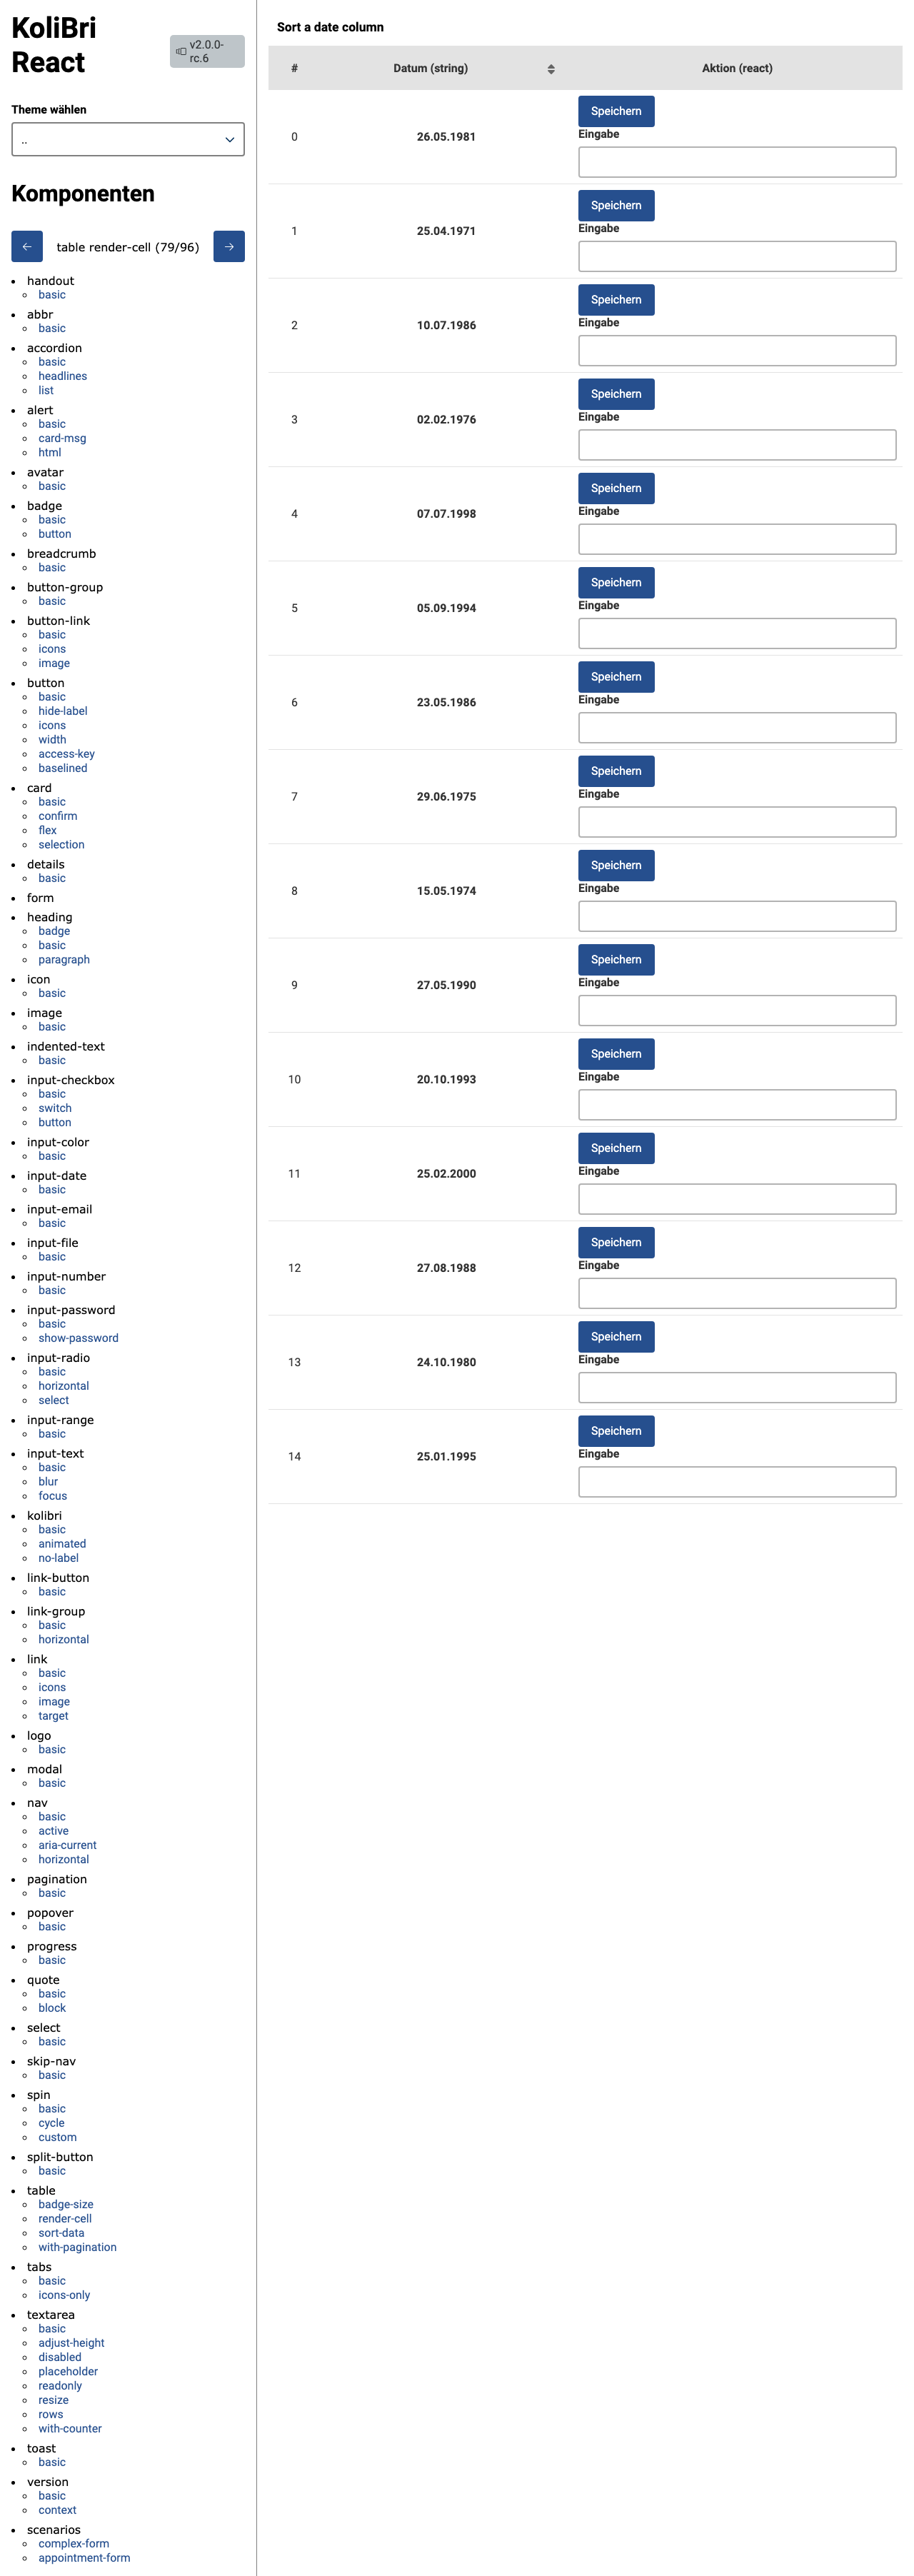 KoliBri
React
v2.0.0-
rc.6
Theme wählen
..
Komponenten
table render-cell (79/96)
handout
basic
abbr
basic
accordion
basic
headlines
list
alert
basic
card-msg
html
avatar
basic
badge
basic
button
breadcrumb
basic
button-group
basic
button-link
basic
icons
image
button
basic
hide-label
icons
width
access-key
baselined
card
basic
confirm
flex
selection
details
basic
form
heading
badge
basic
paragraph
icon
basic
image
basic
indented-text
basic
input-checkbox
basic
switch
button
input-color
basic
input-date
basic
input-email
basic
input-file
basic
input-number
basic
input-password
basic
show-password
input-radio
basic
horizontal
select
input-range
basic
input-text
basic
blur
focus
kolibri
basic
animated
no-label
link-button
basic
link-group
basic
horizontal
link
basic
icons
image
target
logo
basic
modal
basic
nav
basic
active
aria-current
horizontal
pagination
basic
popover
basic
progress
basic
quote
basic
block
select
basic
skip-nav
basic
spin
basic
cycle
custom
split-button
basic
table
badge-size
render-cell
sort-data
with-pagination
tabs
basic
icons-only
textarea
basic
adjust-height
disabled
placeholder
readonly
resize
rows
with-counter
toast
basic
version
basic
context
scenarios
complex-form
appointment-form
Sort a date column
# Datum (string) Aktion (react)
Speichern
0 26.05.1981 Eingabe
Speichern
1 25.04.1971 Eingabe
Speichern
2 10.07.1986 Eingabe
Speichern
3 02.02.1976 Eingabe
Speichern
4 07.07.1998 Eingabe
Speichern
5 05.09.1994 Eingabe
Speichern
6 23.05.1986 Eingabe
Speichern
7 29.06.1975 Eingabe
Speichern
8 15.05.1974 Eingabe
Speichern
9 27.05.1990 Eingabe
Speichern
10 20.10.1993 Eingabe
Speichern
11 25.02.2000 Eingabe
Speichern
12 27.08.1988 Eingabe
Speichern
13 24.10.1980 Eingabe
Speichern
14 25.01.1995 Eingabe